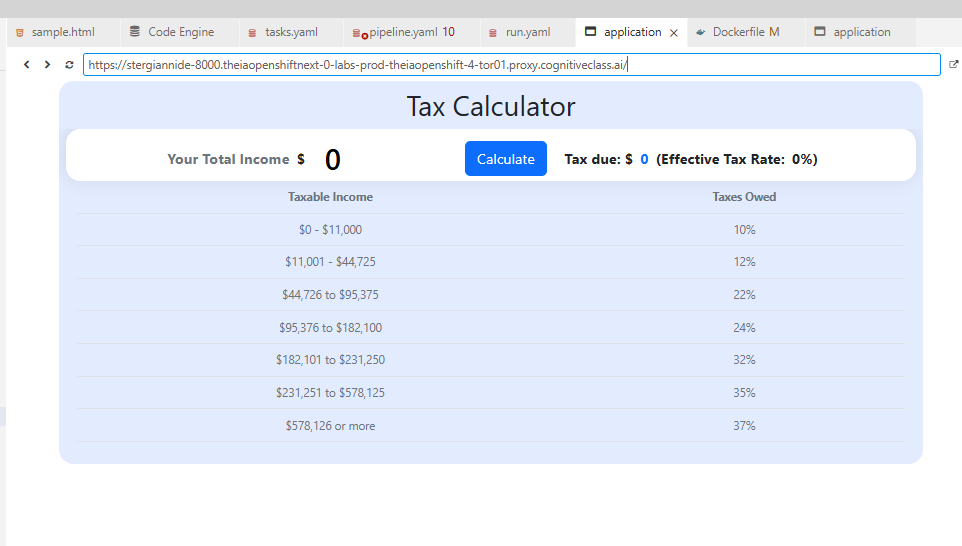 sample.html Code Engine tasks.yaml pipeline.yaml 10 run.yaml application Dockerfile M application
https://stergiannide-8000.theiaopenshiftnext-0-labs-prod-theiaopenshift-4-tor01.proxy.cognitiveclass.ai/
Tax Calculator
Your Total Income $ 0 Calculate Tax due: $ 0 (Effective Tax Rate: 0%)
Taxable Income Taxes Owed
$0 - $11,000 10%
$11,001 - $44,725 12%
$44,726 to $95,375 22%
$95,376 to $182,100 24%
$182,101 to $231,250 32%
$231,251 to $578,125 35%
$578,126 or more 37%